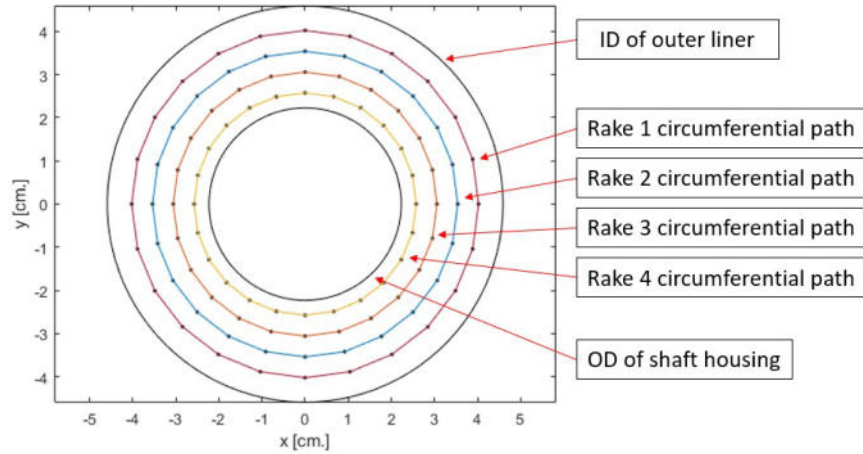 ID of outer liner
Rake 1 circumferential path
Rake 2 circumferential path
Rake 3 circumferential path
Rake 4 circumferential path
OD of shaft housing
4
3
2
1
0
-1
-2
-3
-4
y [cm.]
-5 -4 -3 -2 -1 0 1 2 3 4 5
x [cm.]